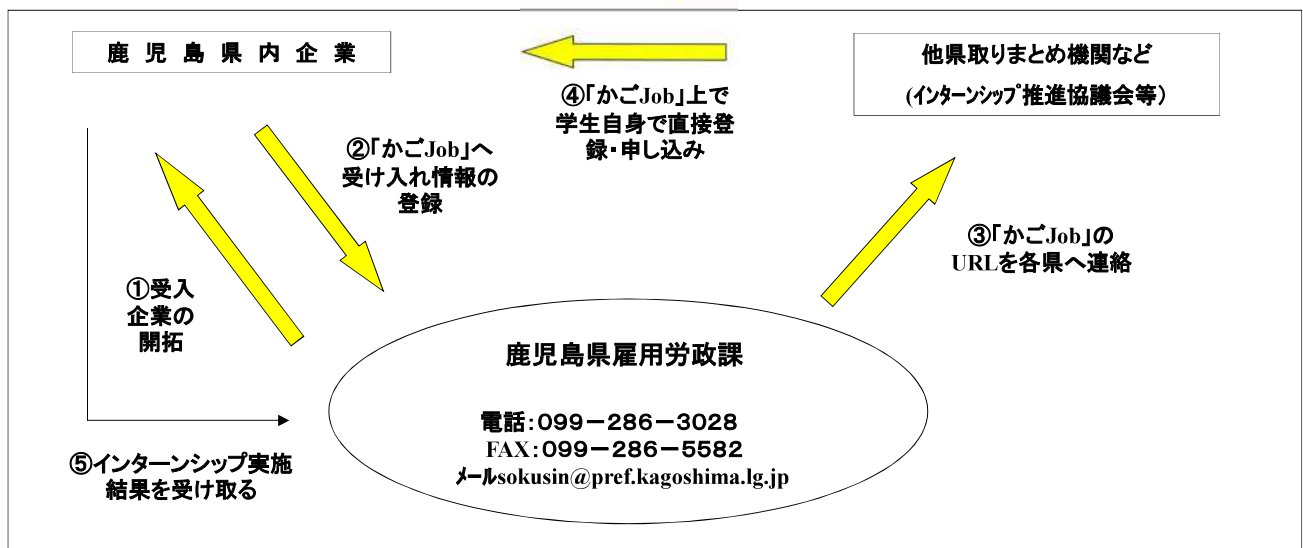 鹿 児 島 県 内 企 業
他県取りまとめ機関など
(インターンシップ推進協議会等)
④「かごJob」上で
学生自身で直接登
録・申し込み
②「かごJob」へ
受け入れ情報の
登録
③「かごJob」の
URLを各県へ連絡
①受入
企業の
開拓
鹿児島県雇用労政課
電話:099-286-3028
FAX:099-286-5582
メールsokusin@pref.kagoshima.lg.jp
⑤インターンシップ実施
結果を受け取る